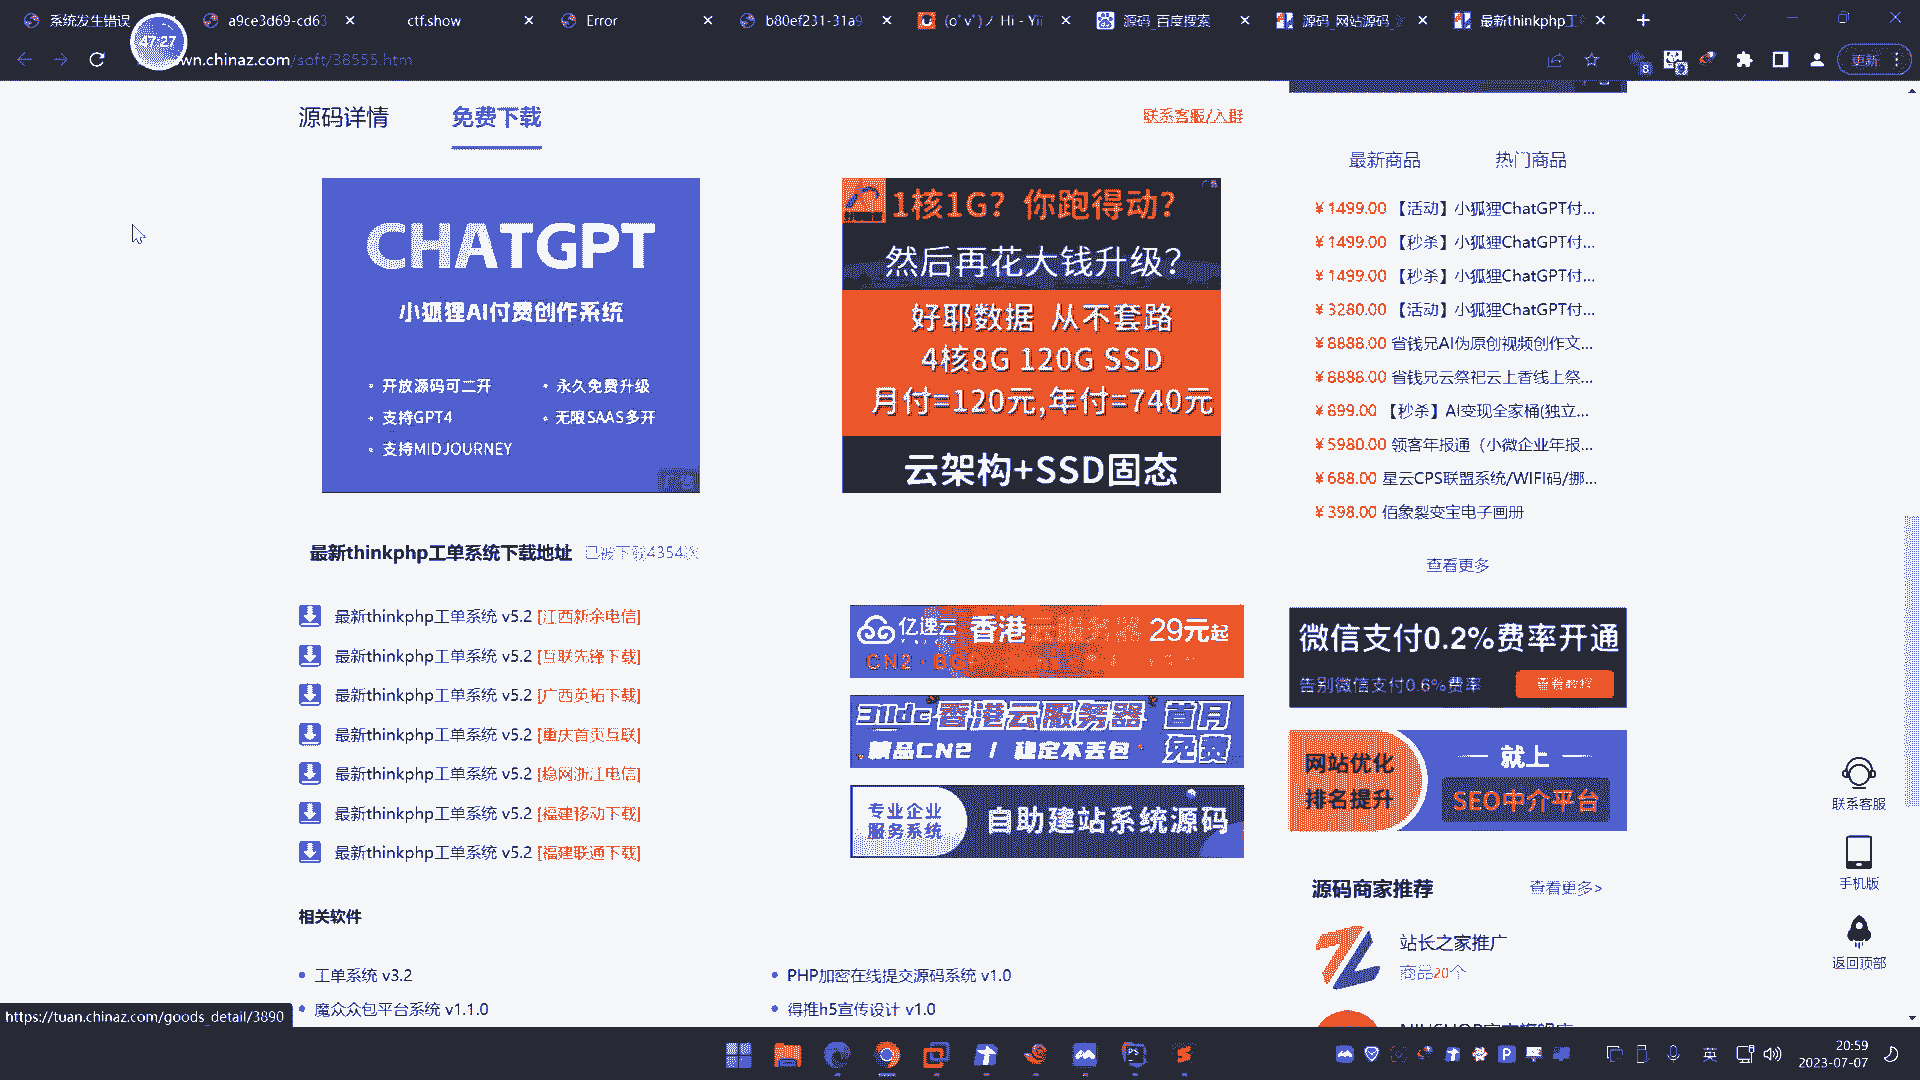 系统发生错误
a9ce3d69-cd63
ctf.show
Error
b80ef231-31a9
(o°v°)ノ Hi - Yii
源码_百度搜索
源码_网站源码_
最新thinkphp工
47:27
wn.chinaz.com/soft/38555.htm
8
更新
源码详情
免费下载
联系客服/入群
CHATGPT
小狐狸AI付费创作系统
• 开放源码可二开
• 永久免费升级
• 支持GPT4
• 无限SAAS多开
• 支持MIDJOURNEY
1核1G？你跑得动？
然后再花大钱升级？
好耶数据 从不套路
4核8G 120G SSD
月付=120元,年付=740元
云架构+SSD固态
最新商品
热门商品
¥1499.00 【活动】小狐狸ChatGPT付...
¥1499.00 【秒杀】小狐狸ChatGPT付...
¥1499.00 【秒杀】小狐狸ChatGPT付...
¥3280.00 【活动】小狐狸ChatGPT付...
¥8888.00 省钱兄AI伪原创视频创作文...
¥6888.00 省钱兄云祭祀云上香线上祭...
¥899.00 【秒杀】AI变现全家桶(独立...
¥5980.00 领客年报通（小微企业年报...
¥688.00 星云CPS联盟系统/WIFI码/挪...
¥398.00 佰象裂变宝电子画册
查看更多
最新thinkphp工单系统下载地址
已被下载4354次
最新thinkphp工单系统 v5.2 [江西新余电信]
最新thinkphp工单系统 v5.2 [互联先锋下载]
最新thinkphp工单系统 v5.2 [广西英拓下载]
最新thinkphp工单系统 v5.2 [重庆首页互联]
最新thinkphp工单系统 v5.2 [稳网浙江电信]
最新thinkphp工单系统 v5.2 [福建移动下载]
最新thinkphp工单系统 v5.2 [福建联通下载]
亿速云 香港云服务器 29元起
311dc香港云服务器 首月
精品CN2 / 稳定不丢包 免费
专业企业
服务系统
自助建站系统源码
微信支付0.2%费率开通
告别微信支付0.6%费率
查看教程
网站优化
排名提升
就上
SEO中介平台
源码商家推荐
查看更多>
站长之家推广
商品20个
联系客服
手机版
返回顶部
相关软件
• 工单系统 v3.2
• PHP加密在线提交源码系统 v1.0
• 魔众众包平台系统 v1.1.0
• 得推h5宣传设计 v1.0
https://tuan.chinaz.com/goods_detail/3890
英
20:59
2023-07-07